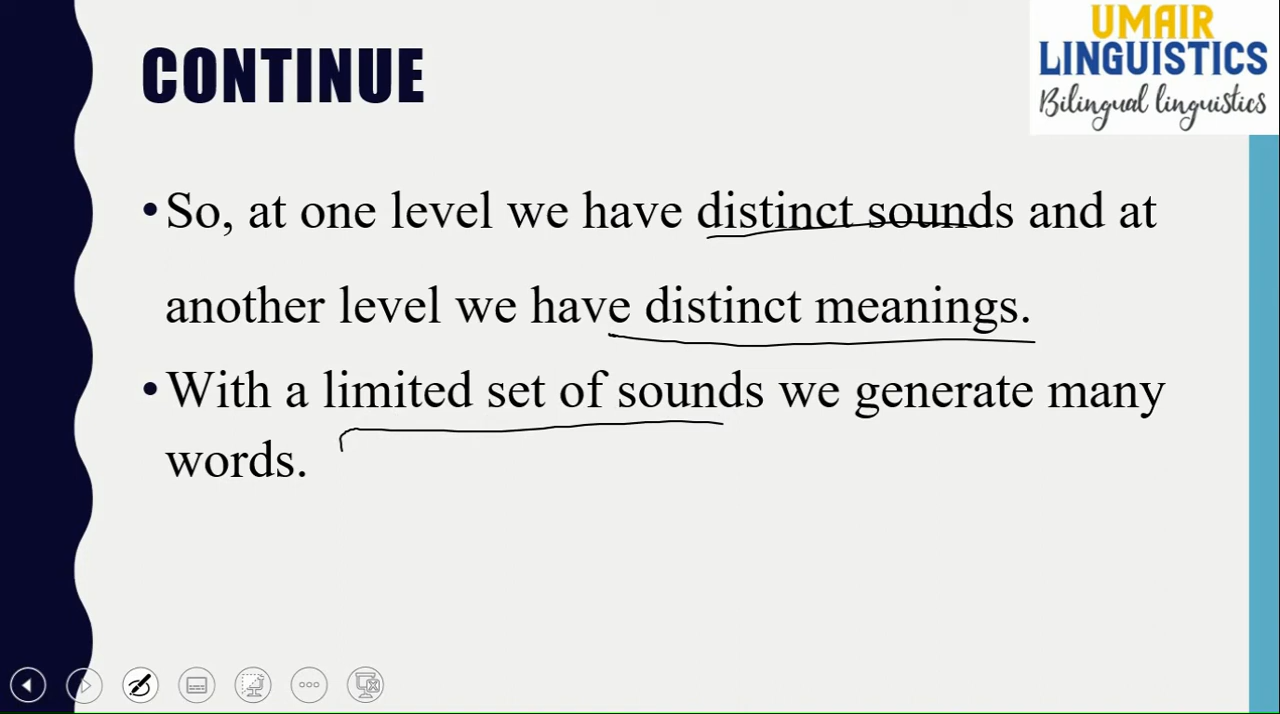 UMAIR
LINGUISTICS
Bilingual linguistics
CONTINUE
•So, at one level we have distinct sounds and at
another level we have distinct meanings.
•With a limited set of sounds we generate many
words.